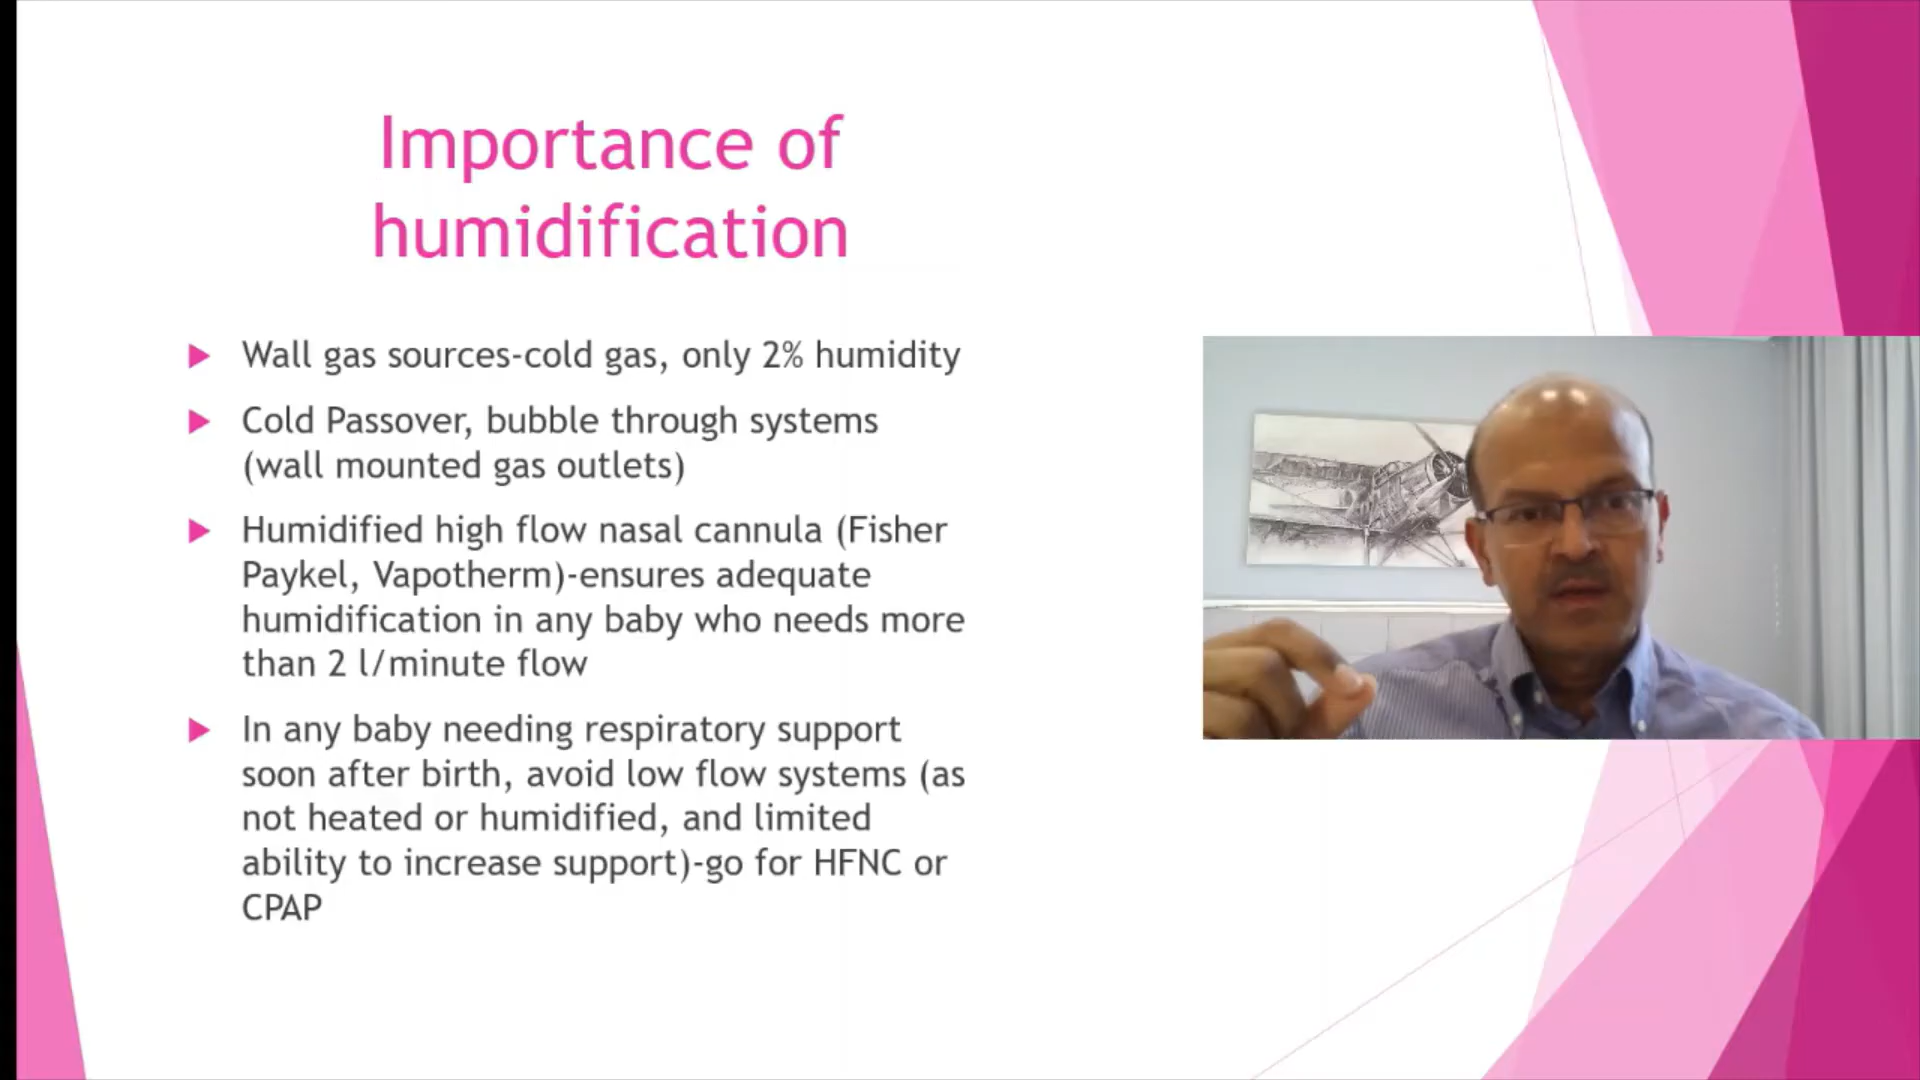 Importance of
humidification
Wall gas sources-cold gas, only 2% humidity
Cold Passover, bubble through systems
(wall mounted gas outlets)
Humidified high flow nasal cannula (Fisher
Paykel, Vapotherm)-ensures adequate
humidification in any baby who needs more
than 2 l/minute flow
In any baby needing respiratory support
soon after birth, avoid low flow systems (as
not heated or humidified, and limited
ability to increase support)-go for HFNC or
CPAP